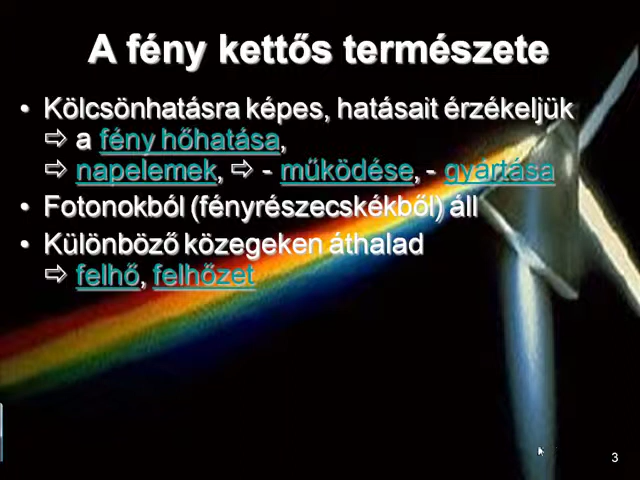 A fény kettős természete
• Kölcsönhatásra képes, hatásait érzékeljük
⇨ a fény hőhatása,
⇨ napelemek, ⇨ - működése, - gyártása
• Fotonokból (fényrészecskékből) áll
• Különböző közegeken áthalad
⇨ felhő, felhőzet
3